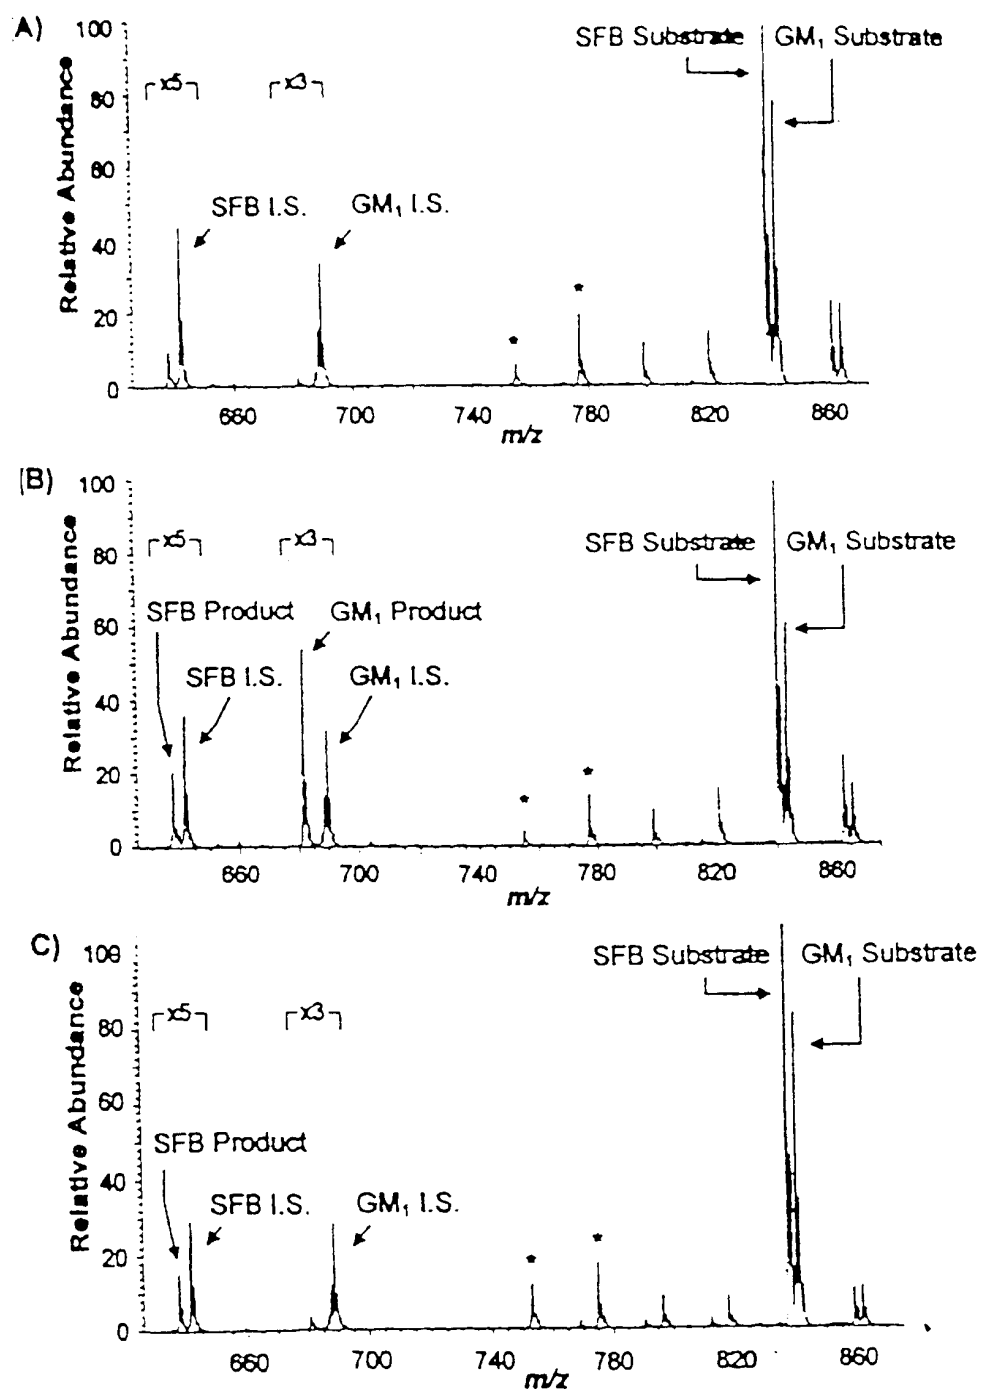 A)
Relative Abundance
100
80
60
40
20
0
x5
x3
SFB Substrate
GM₁ Substrate
SFB I.S.
GM₁ I.S.
*
*
660 700 740 780 820 860
m/z
(B)
Relative Abundance
100
80
60
40
20
0
x5
x3
SFB Substrate
GM₁ Substrate
SFB Product
GM₁ Product
SFB I.S.
GM₁ I.S.
*
*
660 700 740 780 820 860
m/z
C)
Relative Abundance
100
80
60
40
20
0
x5
x3
SFB Substrate
GM₁ Substrate
SFB Product
SFB I.S.
GM₁ I.S.
*
*
660 700 740 780 820 860
m/z